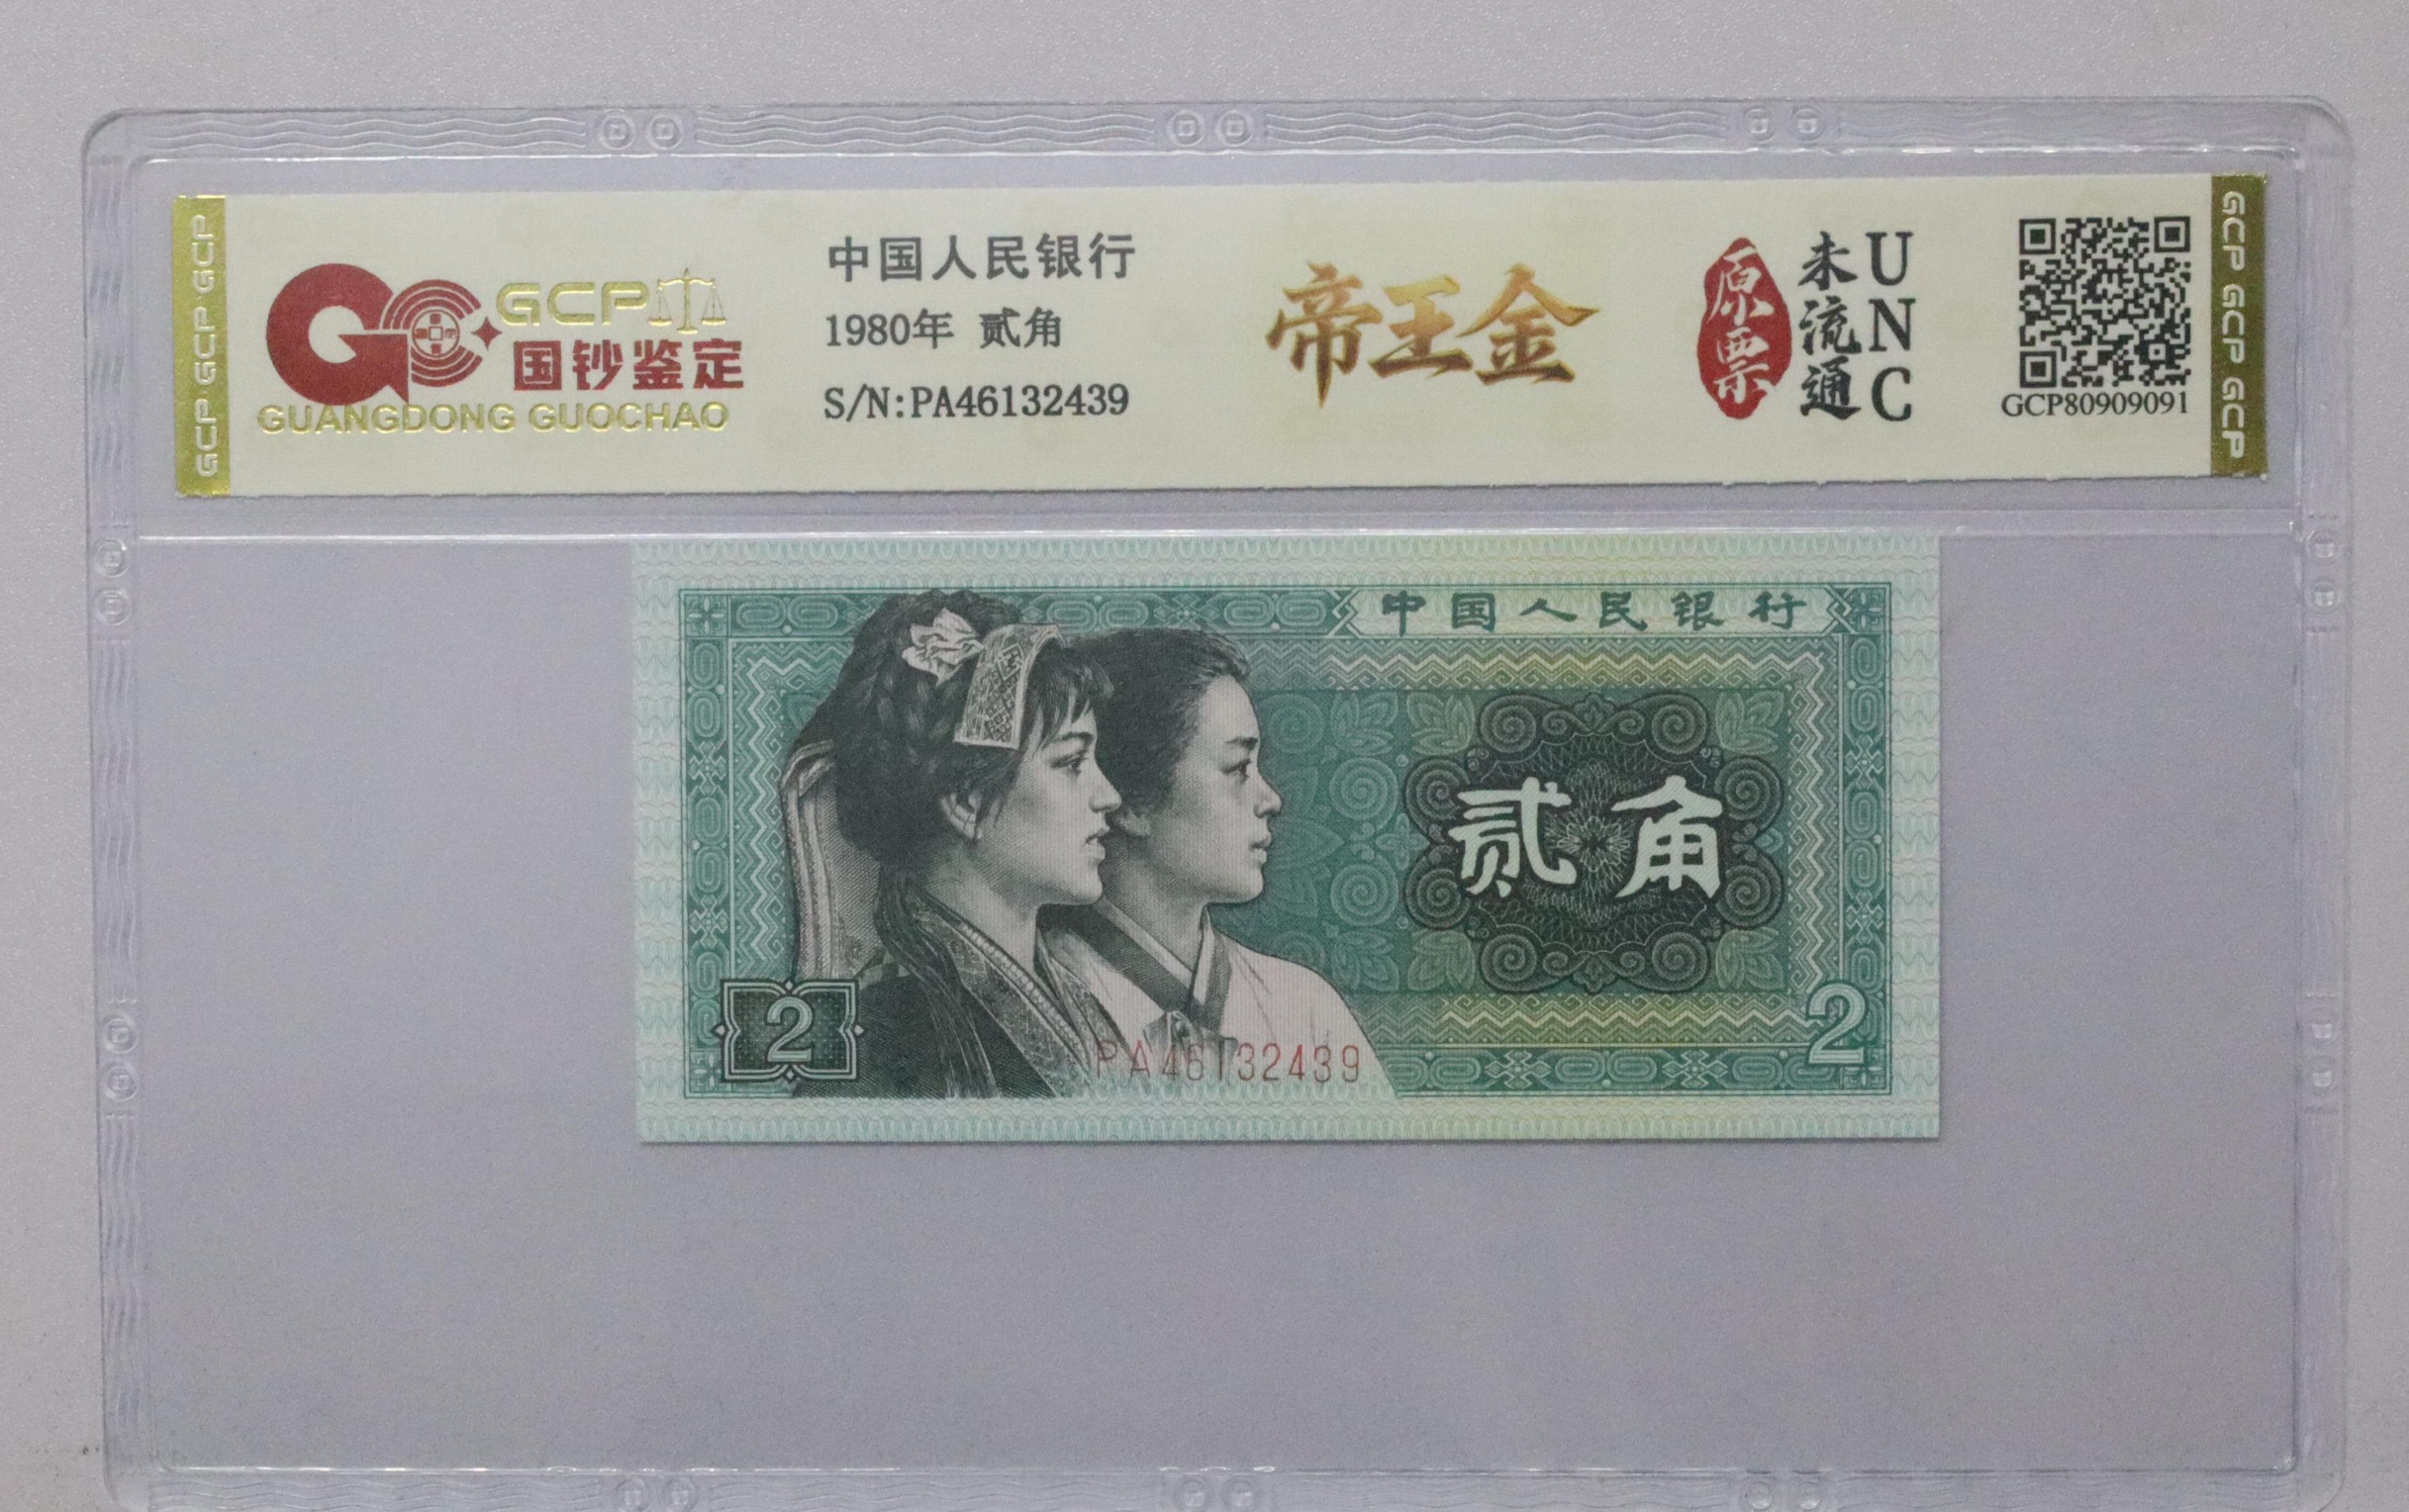 GCP GCP GCP
GCP
国钞鉴定
GUANGDONG GUOCHAO
中国人民银行
1980年 贰角
S/N:PA46132439
帝王金
原票
未流通
UNC
GCP80909091
GCP GCP GCP
中国人民银行
贰角
2
PA46132439
2